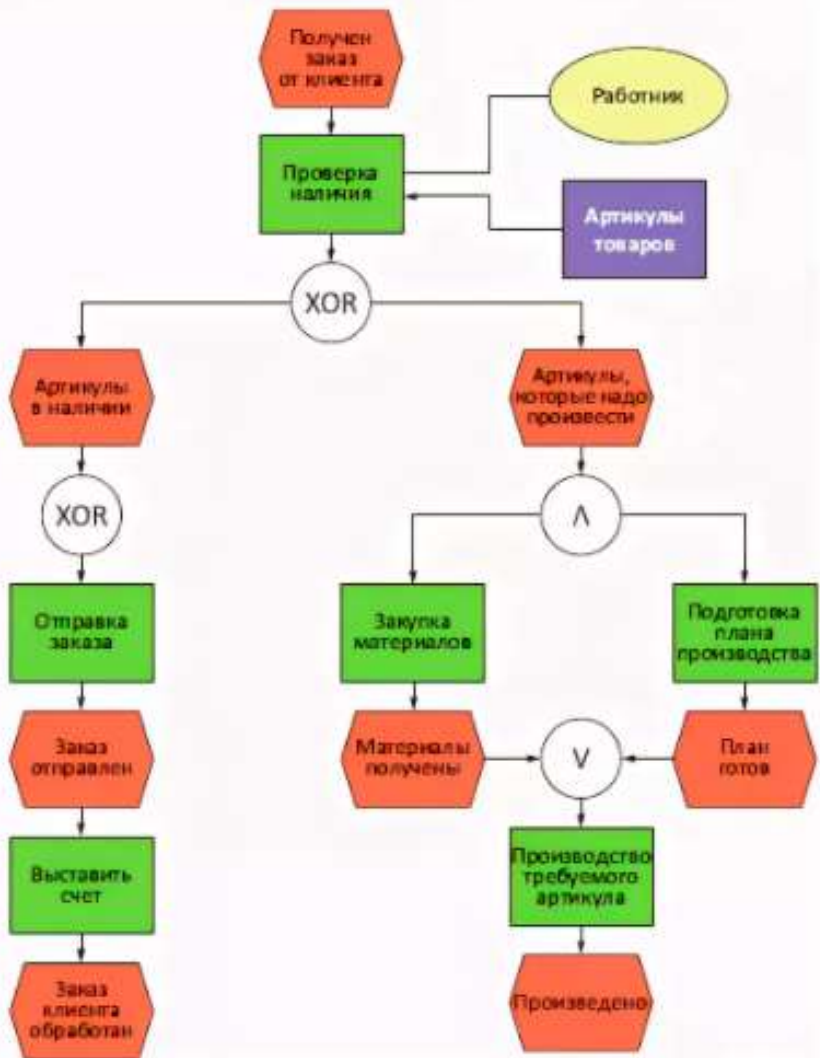 Получен
заказ
от клиента
Работник
Проверка
наличия
Артикулы
товаров
XOR
Артикулы
в наличии
Артикулы,
которые надо
произвести
XOR
Λ
Отправка
заказа
Закупка
материалов
Подготовка
плана
производства
Заказ
отправлен
Материалы
получены
V
План
готов
Выставить
счет
Производство
требуемого
артикула
Заказ
клиента
обработан
Произведено